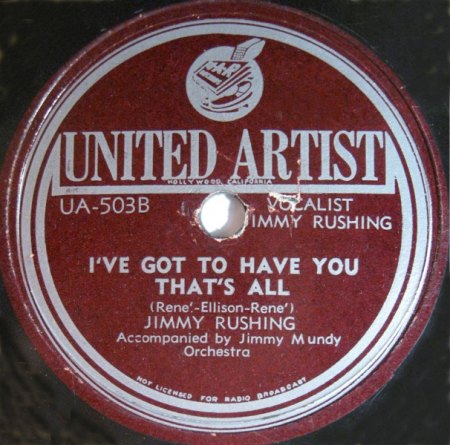 UNITED ARTIST
HOLLYWOOD, CALIFORNIA
UA-503B
VOCALIST
JIMMY RUSHING
I'VE GOT TO HAVE YOU
THAT'S ALL
(Rene'-Ellison-Rene')
JIMMY RUSHING
Accompanied by Jimmy Mundy
Orchestra
NOT LICENSED FOR RADIO BROADCAST